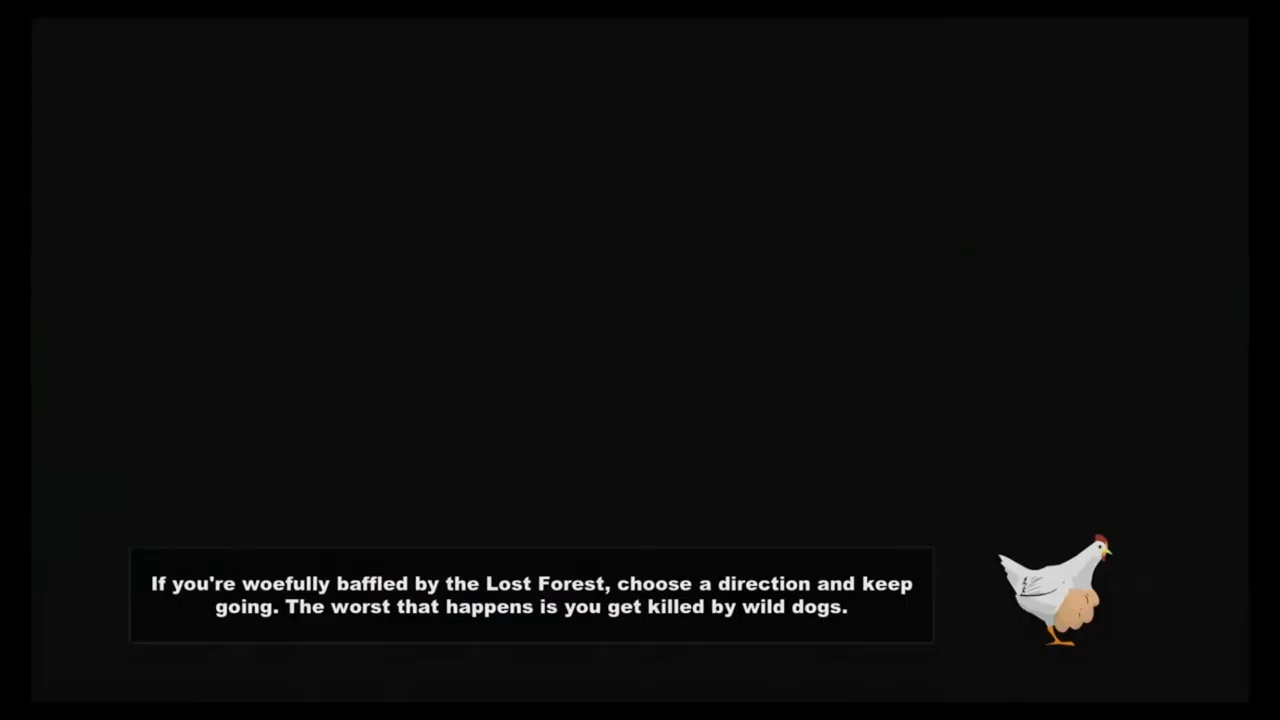 If you're woefully baffled by the Lost Forest, choose a direction and keep
going. The worst that happens is you get killed by wild dogs.